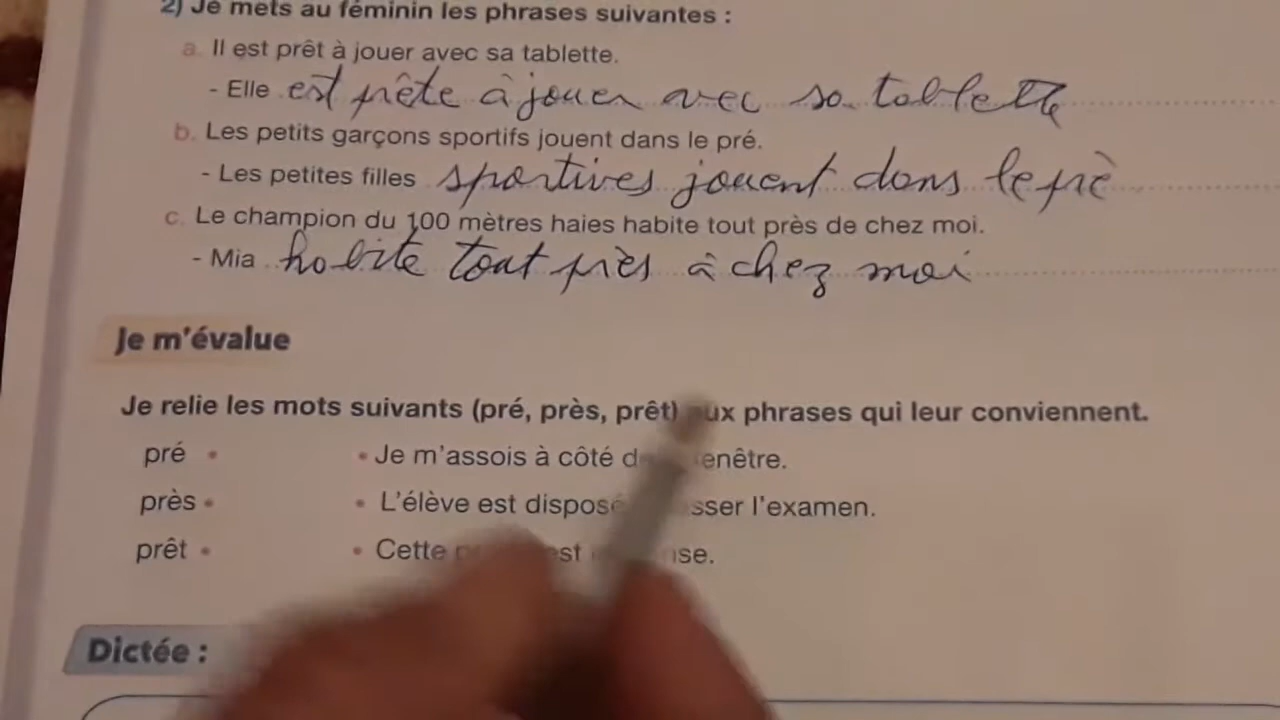 2) Je mets au féminin les phrases suivantes :
a. Il est prêt à jouer avec sa tablette.
- Elle est prête à jouer avec sa tablette
b. Les petits garçons sportifs jouent dans le pré.
- Les petites filles sportives jouent dans le prè
c. Le champion du 100 mètres haies habite tout près de chez moi.
- Mia habite tout près à chez moi
Je m'évalue
Je relie les mots suivants (pré, près, prêt) aux phrases qui leur conviennent.
pré • • Je m'assois à côté de enêtre.
près • • L'élève est disposé sser l'examen.
prêt • • Cette est
Dictée :